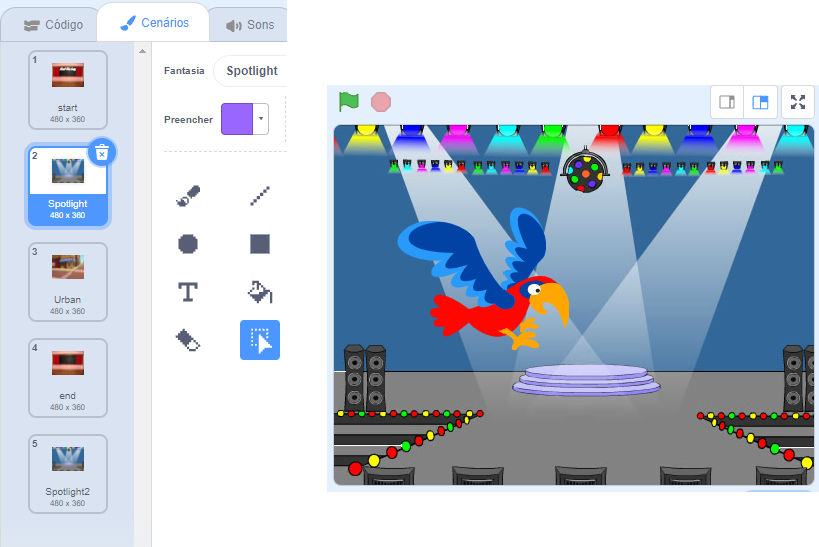 Código
Cenários
Sons
1
start
480 x 360
2
Spotlight
480 x 360
3
Urban
480 x 360
4
end
480 x 360
5
Spotlight2
480 x 360
Fantasia
Spotlight
Preencher
T